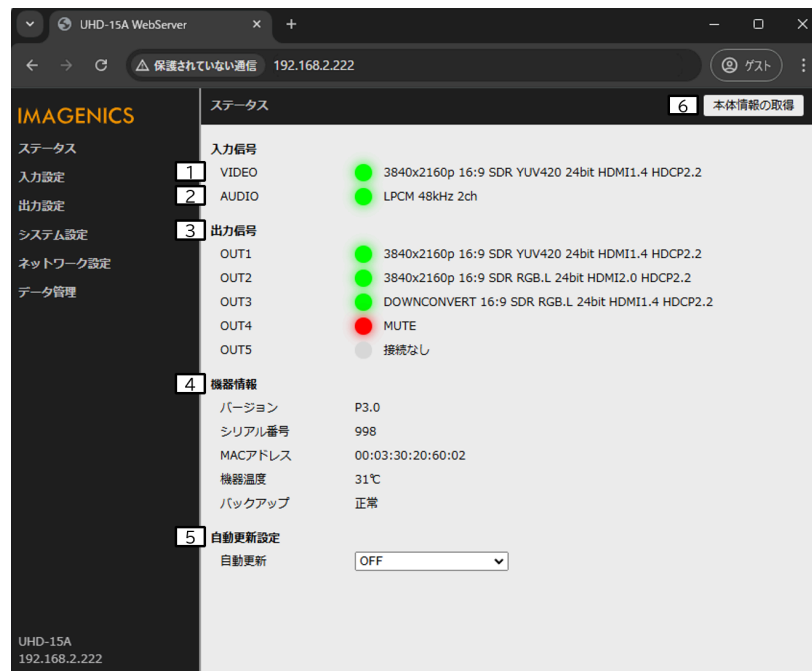 UHD-15A WebServer
保護されていない通信 192.168.2.222 ゲスト
IMAGENICS
ステータス
入力設定
出力設定
システム設定
ネットワーク設定
データ管理
UHD-15A
192.168.2.222
ステータス 6 本体情報の取得
入力信号
1 VIDEO 3840x2160p 16:9 SDR YUV420 24bit HDMI1.4 HDCP2.2
2 AUDIO LPCM 48kHz 2ch
3 出力信号
OUT1 3840x2160p 16:9 SDR YUV420 24bit HDMI1.4 HDCP2.2
OUT2 3840x2160p 16:9 SDR RGB.L 24bit HDMI2.0 HDCP2.2
OUT3 DOWNCONVERT 16:9 SDR RGB.L 24bit HDMI1.4 HDCP2.2
OUT4 MUTE
OUT5 接続なし
4 機器情報
バージョン P3.0
シリアル番号 998
MACアドレス 00:03:30:20:60:02
機器温度 31℃
バックアップ 正常
5 自動更新設定
自動更新 OFF